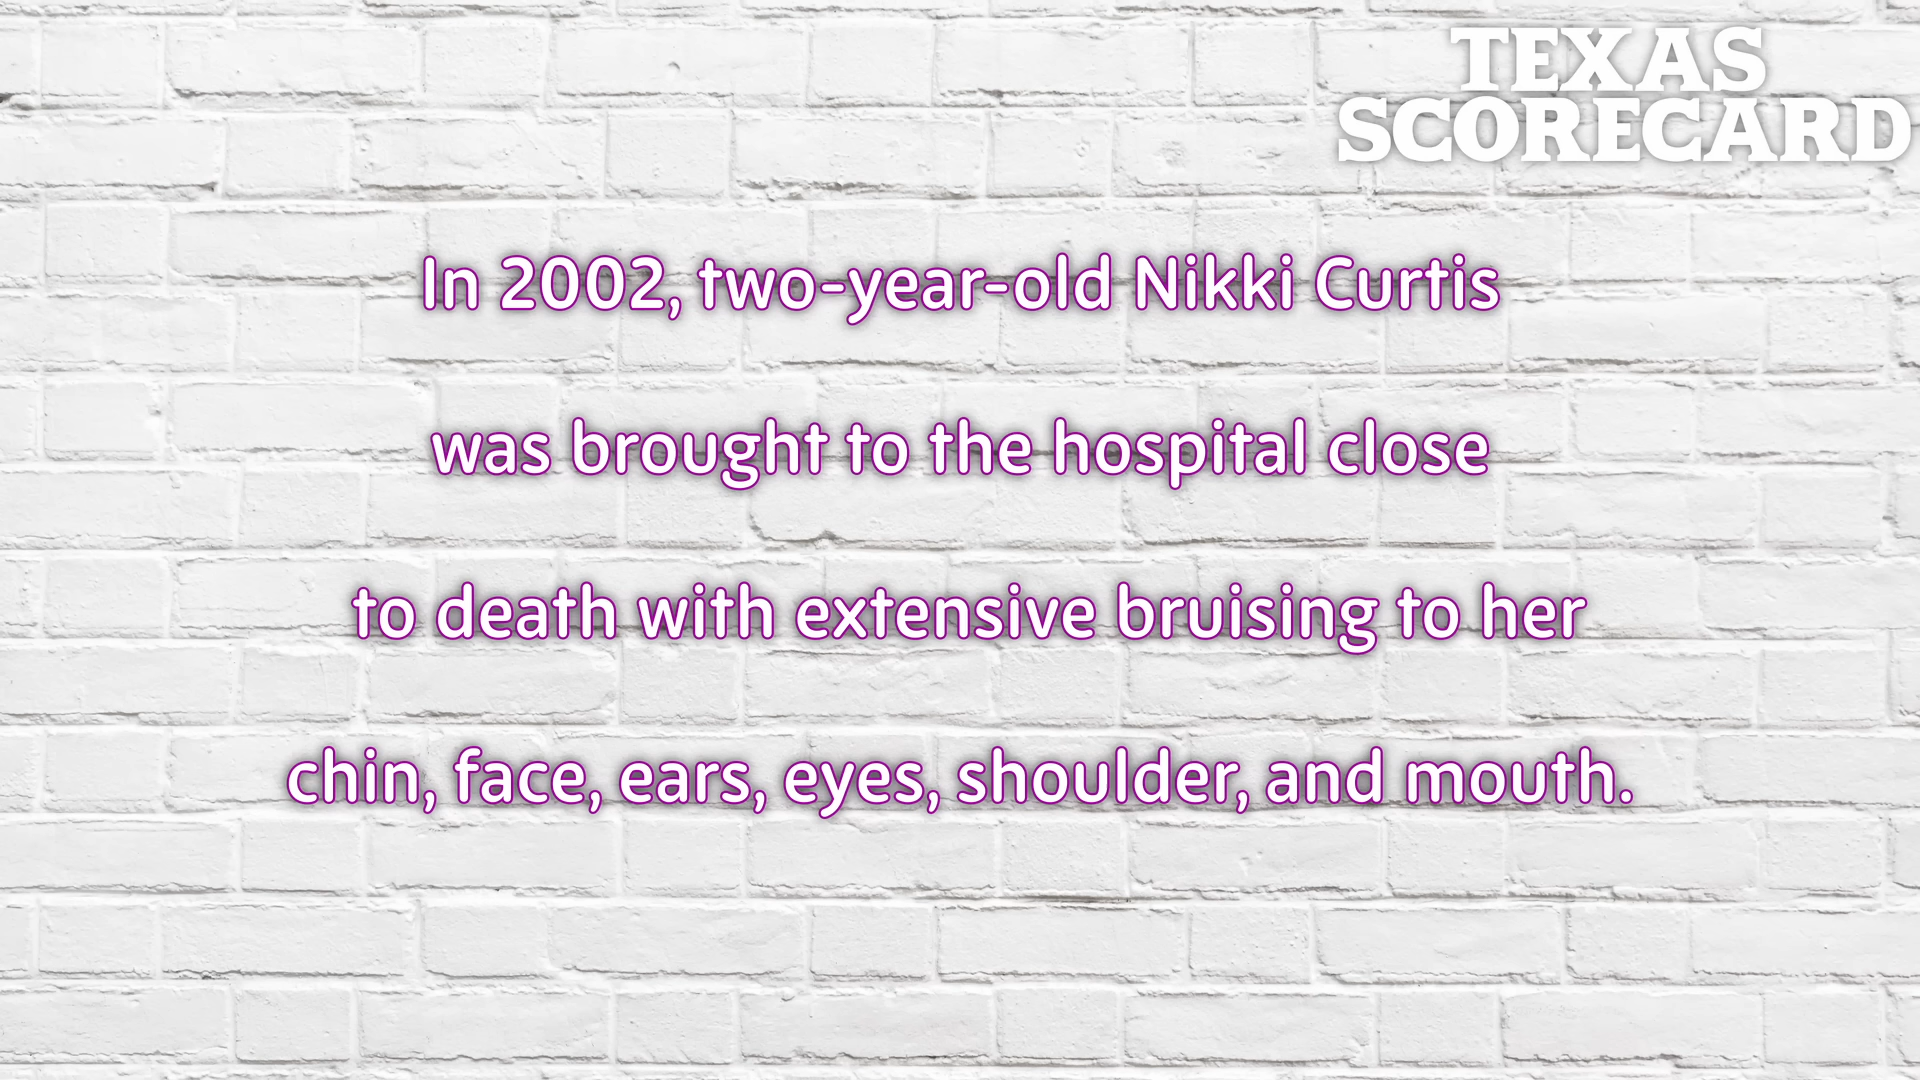 TEXAS
SCORECARD
In 2002, two-year-old Nikki Curtis
was brought to the hospital close
to death with extensive bruising to her
chin, face, ears, eyes, shoulder, and mouth.